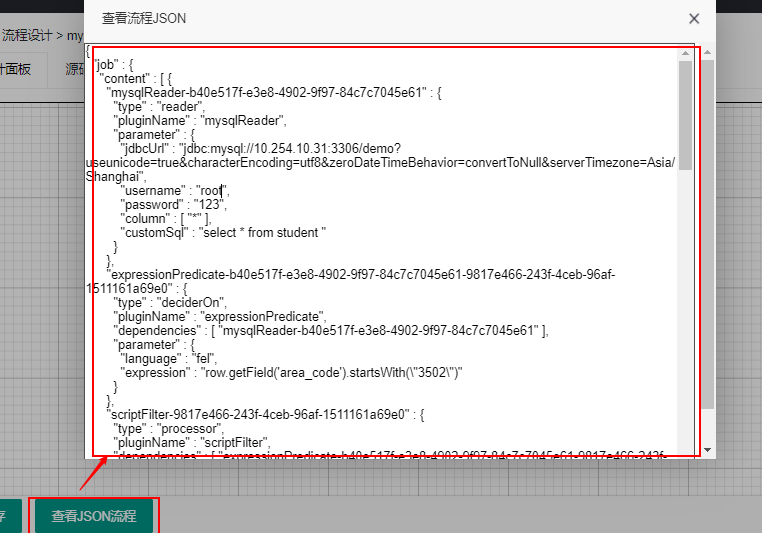 查看流程JSON
流程设计 > my
计面板
源码
{
"job" : {
"content" : [ {
"mysqlReader-b40e517f-e3e8-4902-9f97-84c7c7045e61" : {
"type" : "reader",
"pluginName" : "mysqlReader",
"parameter" : {
"jdbcUrl" : "jdbc:mysql://10.254.10.31:3306/demo?
useunicode=true&characterEncoding=utf8&zeroDateTimeBehavior=convertToNull&serverTimezone=Asia/
Shanghai",
"username" : "root",
"password" : "123",
"column" : [ "*" ],
"customSql" : "select * from student "
}
},
"expressionPredicate-b40e517f-e3e8-4902-9f97-84c7c7045e61-9817e466-243f-4ceb-96af-
1511161a69e0" : {
"type" : "deciderOn",
"pluginName" : "expressionPredicate",
"dependencies" : [ "mysqlReader-b40e517f-e3e8-4902-9f97-84c7c7045e61" ],
"parameter" : {
"language" : "fel",
"expression" : "row.getField('area_code').startsWith(\"3502\")"
}
},
"scriptFilter-9817e466-243f-4ceb-96af-1511161a69e0" : {
"type" : "processor",
"pluginName" : "scriptFilter",
"dependencies" : [ "expressionPredicate-b40e517f-e3e8-4902-9f97-84c7c7045e61-9817e466-243f-
存
查看JSON流程